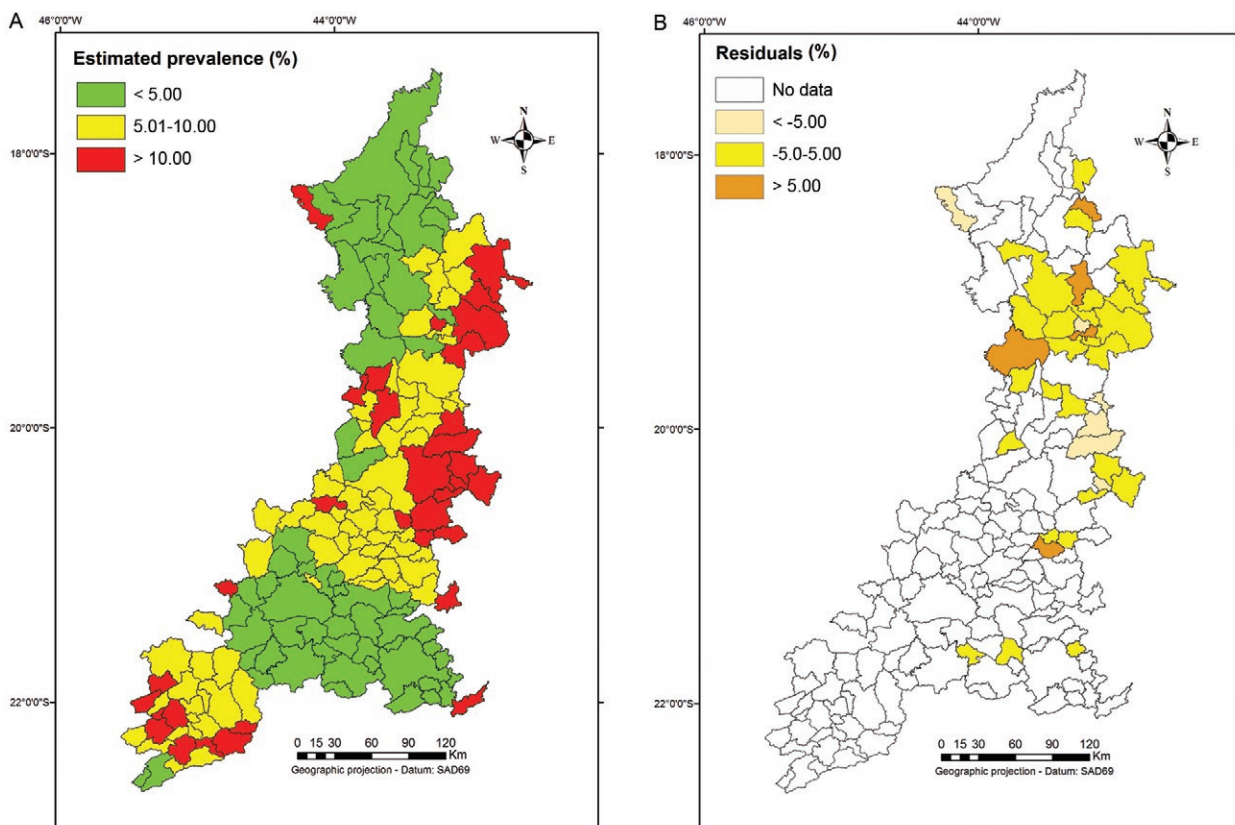 A
46°0'0"W 44°0'0"W
Estimated prevalence (%)
< 5.00
5.01-10.00
> 10.00
N
W E
S
18°0'0"S
20°0'0"S
22°0'0"S
0 15 30 60 90 120
Km
Geographic projection - Datum: SAD69
B
46°0'0"W 44°0'0"W
Residuals (%)
No data
< -5.00
-5.0-5.00
> 5.00
N
W E
S
18°0'0"S
20°0'0"S
22°0'0"S
0 15 30 60 90 120
Km
Geographic projection - Datum: SAD69